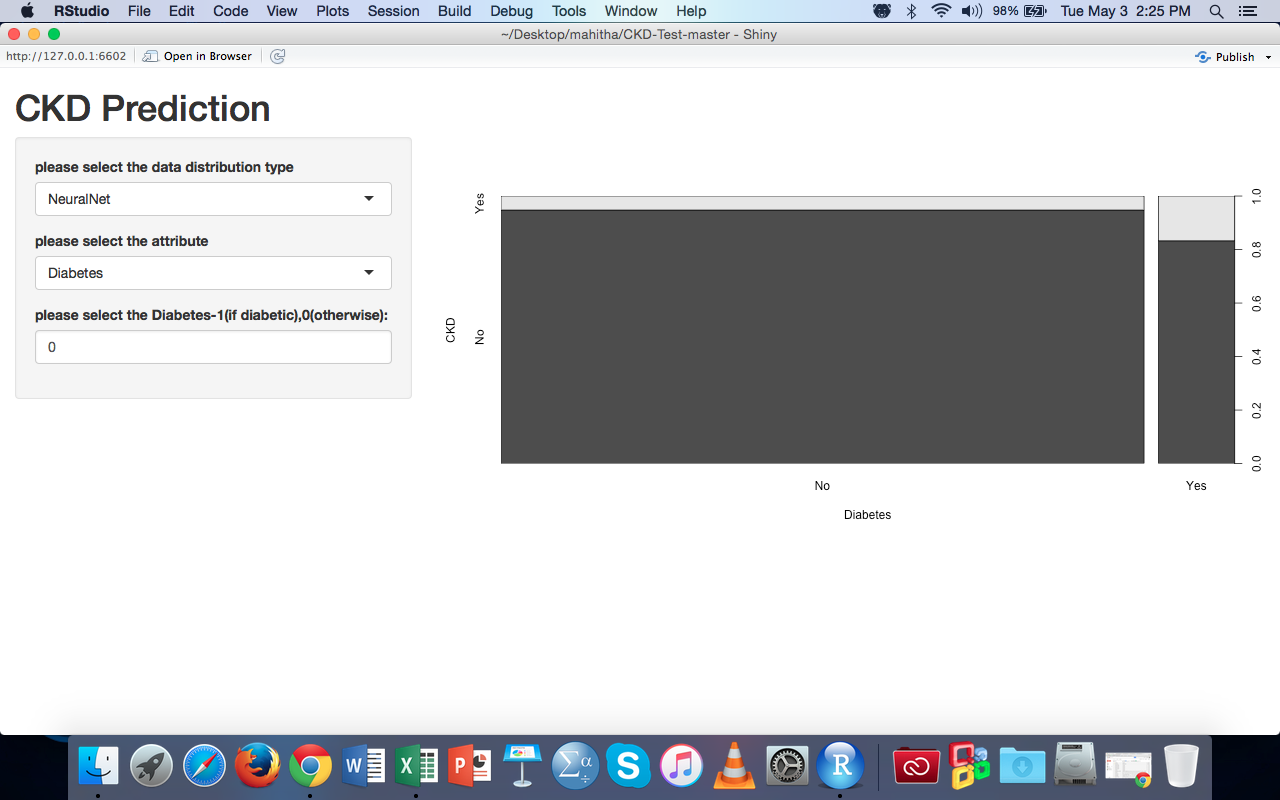 RStudio File Edit Code View Plots Session Build Debug Tools Window Help 98% Tue May 3 2:25 PM
~/Desktop/mahitha/CKD-Test-master - Shiny
http://127.0.0.1:6602 Open in Browser Publish
CKD Prediction
please select the data distribution type
NeuralNet
please select the attribute
Diabetes
please select the Diabetes-1(if diabetic),0(otherwise):
0
CKD
Yes
No
1.0
0.8
0.6
0.4
0.2
0.0
No Yes
Diabetes
W X P Σα÷ S R